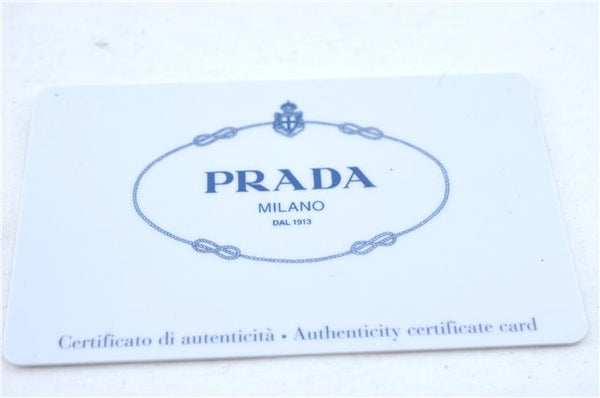 PRADA
MILANO
DAL 1913
Certificato di autenticità • Authenticity certificate card